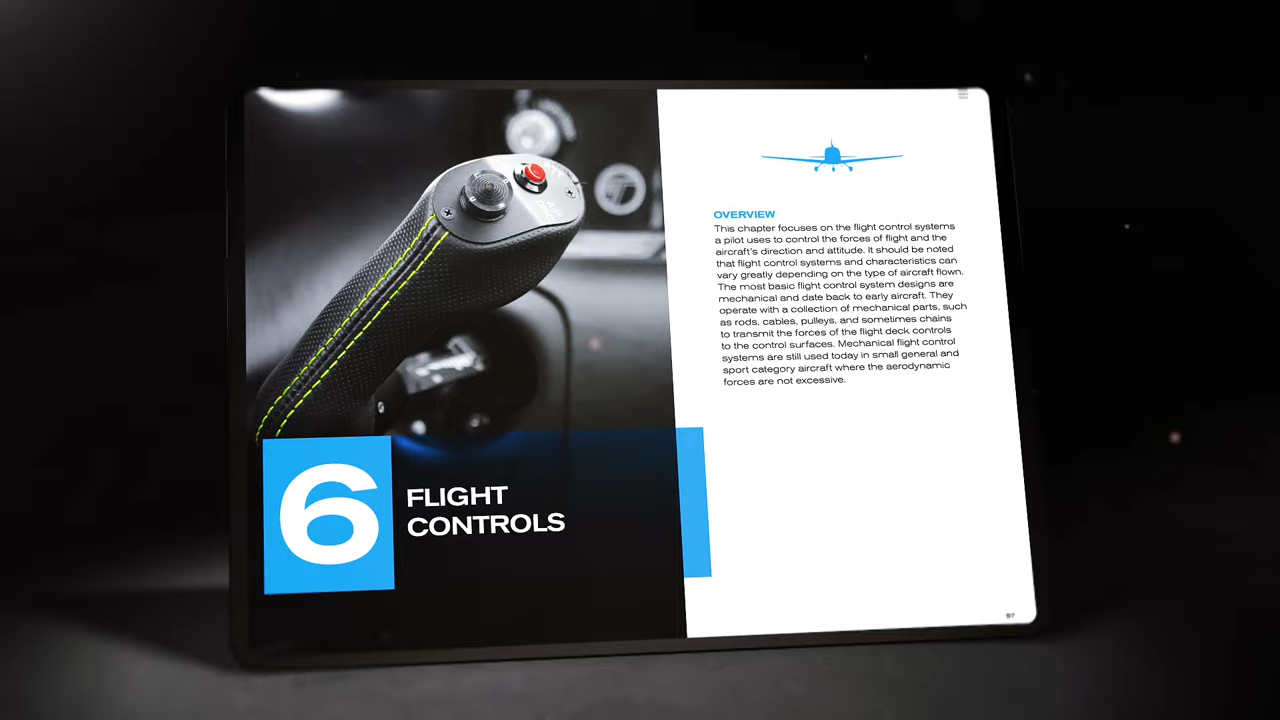 6
FLIGHT
CONTROLS
OVERVIEW
This chapter focuses on the flight control systems
a pilot uses to control the forces of flight and the
aircraft's direction and attitude. It should be noted
that flight control systems and characteristics can
vary greatly depending on the type of aircraft flown.
The most basic flight control system designs are
mechanical and date back to early aircraft. They
operate with a collection of mechanical parts, such
as rods, cables, pulleys, and sometimes chains
to transmit the forces of the flight deck controls
to the control surfaces. Mechanical flight control
systems are still used today in small general and
sport category aircraft where the aerodynamic
forces are not excessive.